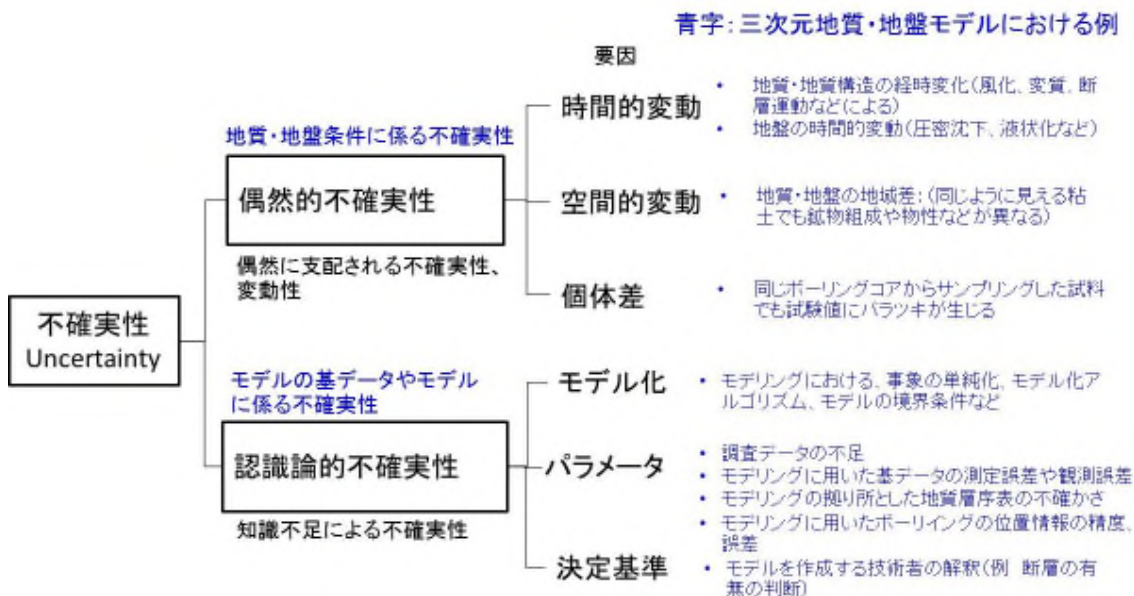 青字:三次元地質・地盤モデルにおける例
要因
時間的変動
• 地質・地質構造の経時変化(風化、変質、断
層運動などによる)
• 地盤の時間的変動(圧密沈下、液状化など)
地質・地盤条件に係る不確実性
偶然的不確実性
偶然に支配される不確実性、
変動性
空間的変動
• 地質・地盤の地域差:(同じように見える粘
土でも鉱物組成や物性などが異なる)
個体差
• 同じボーリングコアからサンプリングした試料
でも試験値にバラツキが生じる
不確実性
Uncertainty
モデルの基データやモデル
に係る不確実性
認識論的不確実性
知識不足による不確実性
モデル化
• モデリングにおける、事象の単純化、モデル化ア
ルゴリズム、モデルの境界条件など
パラメータ
• 調査データの不足
• モデリングに用いた基データの測定誤差や観測誤差
• モデリングの拠り所とした地質層序表の不確かさ
• モデリングに用いたボーリイングの位置情報の精度、
誤差
決定基準
• モデルを作成する技術者の解釈(例 断層の有
無の判断)